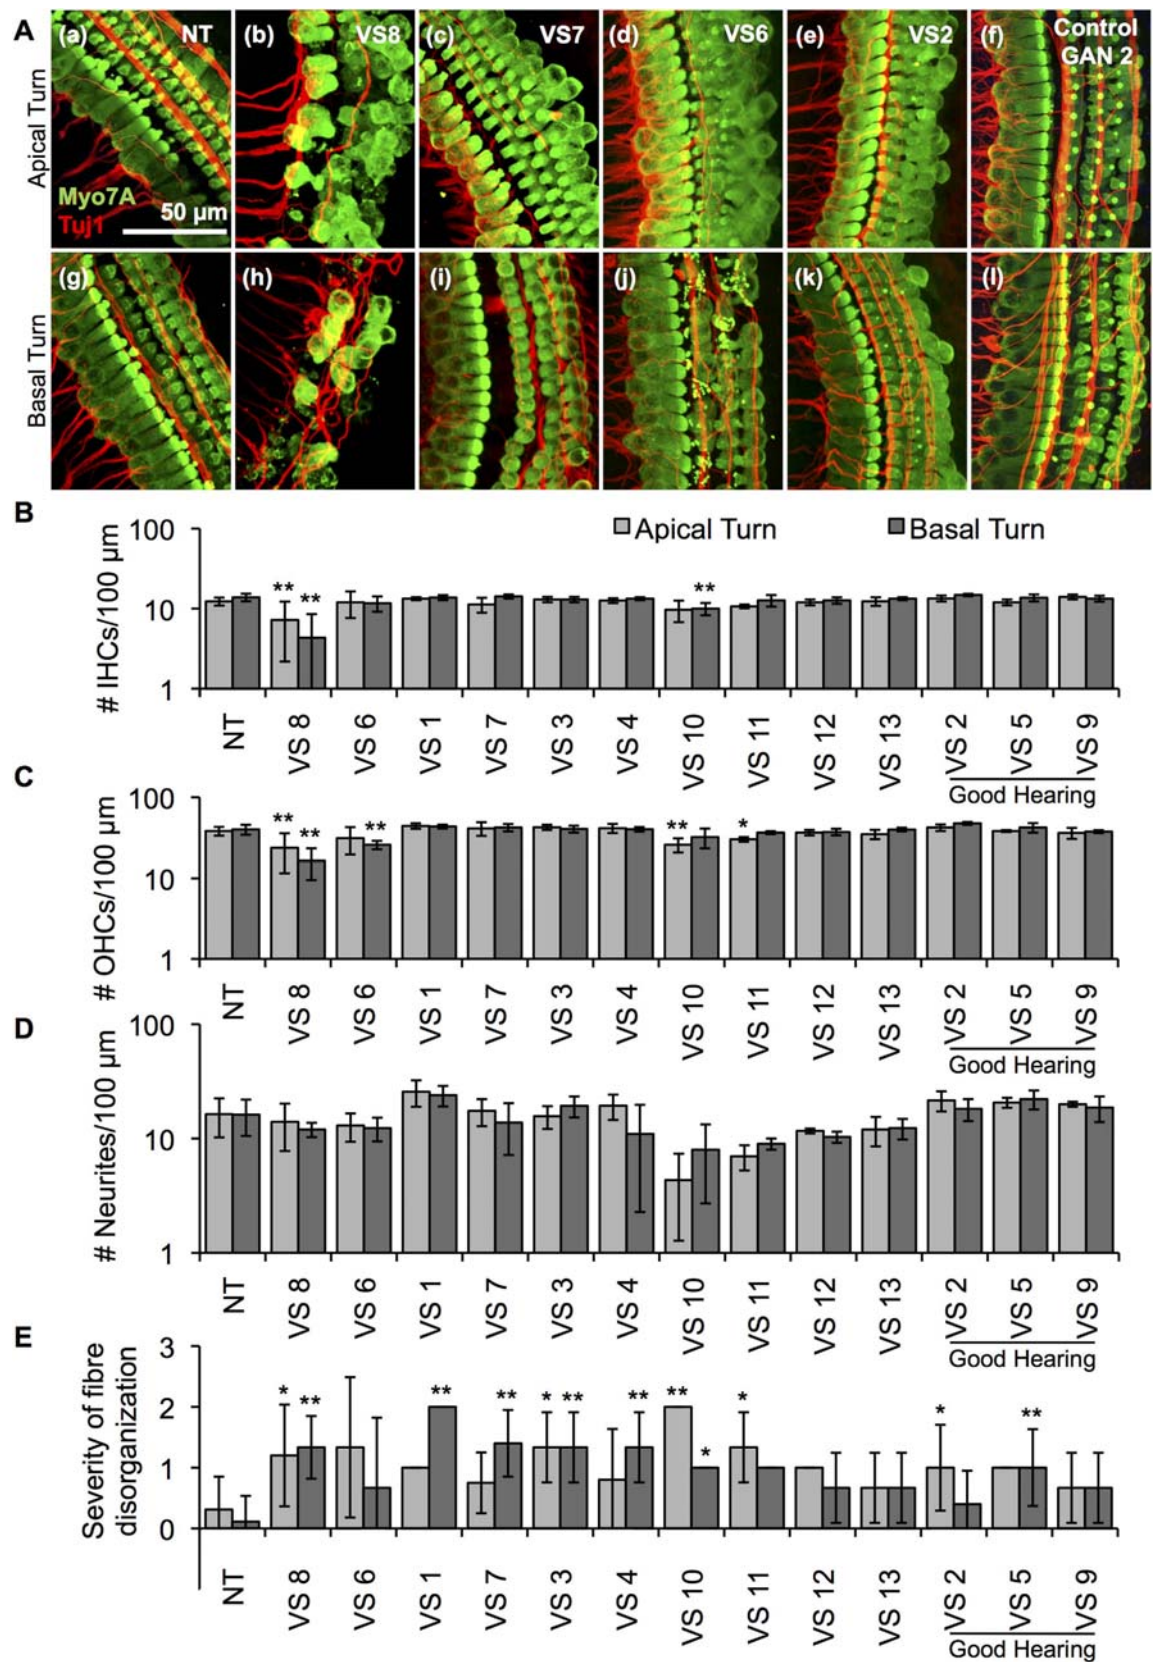 A
(a) NT
(b) VS8
(c) VS7
(d) VS6
(e) VS2
(f) Control
GAN 2
Apical Turn
Myo7A
Tuj1
50 µm
(g)
(h)
(i)
(j)
(k)
(l)
Basal Turn
B
Apical Turn Basal Turn
# IHCs/100 µm
100
10
1
** ** **
NT VS 8 VS 6 VS 1 VS 7 VS 3 VS 4 VS 10 VS 11 VS 12 VS 13 VS 2 VS 5 VS 9
Good Hearing
C
# OHCs/100 µm
100
10
1
** ** ** ** *
NT VS 8 VS 6 VS 1 VS 7 VS 3 VS 4 VS 10 VS 11 VS 12 VS 13 VS 2 VS 5 VS 9
Good Hearing
D
# Neurites/100 µm
100
10
1
NT VS 8 VS 6 VS 1 VS 7 VS 3 VS 4 VS 10 VS 11 VS 12 VS 13 VS 2 VS 5 VS 9
Good Hearing
E
Severity of fibre
disorganization
3
2
1
0
* ** ** ** * ** ** ** * * * **
NT VS 8 VS 6 VS 1 VS 7 VS 3 VS 4 VS 10 VS 11 VS 12 VS 13 VS 2 VS 5 VS 9
Good Hearing